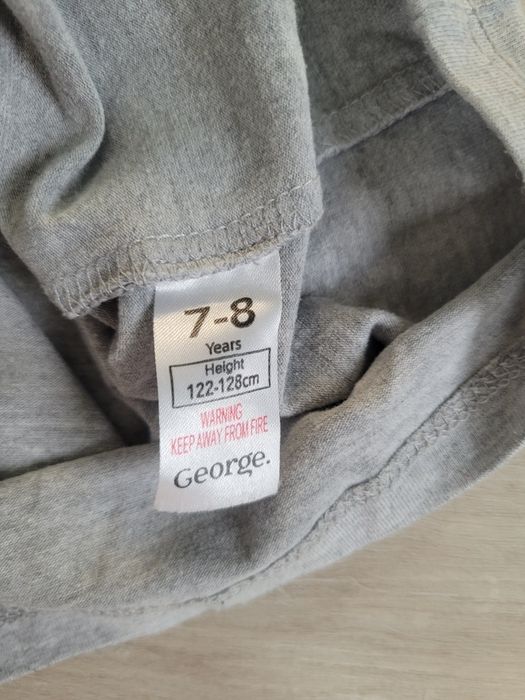 7-8
Years
Height
122-128cm
WARNING
KEEP AWAY FROM FIRE
George.